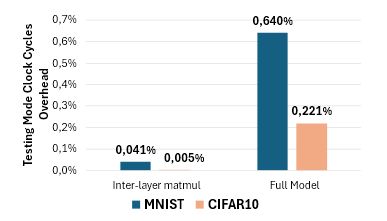 Testing Mode Clock Cycles
Overhead
0,7%
0,6%
0,5%
0,4%
0,3%
0,2%
0,1%
0,0%
0,041%
0,005%
0,640%
0,221%
Inter-layer matmul
Full Model
MNIST
CIFAR10